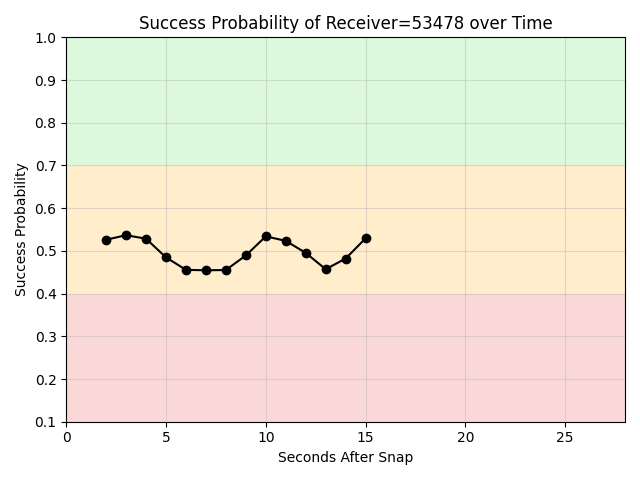 Success Probability of Receiver=53478 over Time
1.0
0.9
0.8
0.7
0.6
0.5
0.4
0.3
0.2
0.1
Success Probability
0 5 10 15 20 25
Seconds After Snap